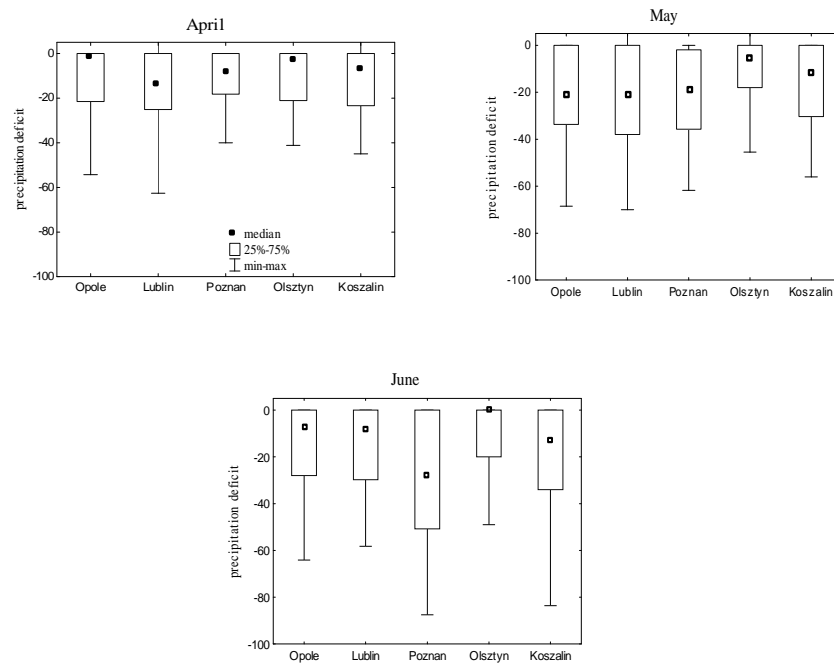 April
precipitation deficit
0
-20
-40
-60
-80
-100
median
25%-75%
min-max
Opole Lublin Poznan Olsztyn Koszalin
May
precipitation deficit
0
-20
-40
-60
-80
-100
Opole Lublin Poznan Olsztyn Koszalin
June
precipitation deficit
0
-20
-40
-60
-80
-100
Opole Lublin Poznan Olsztyn Koszalin